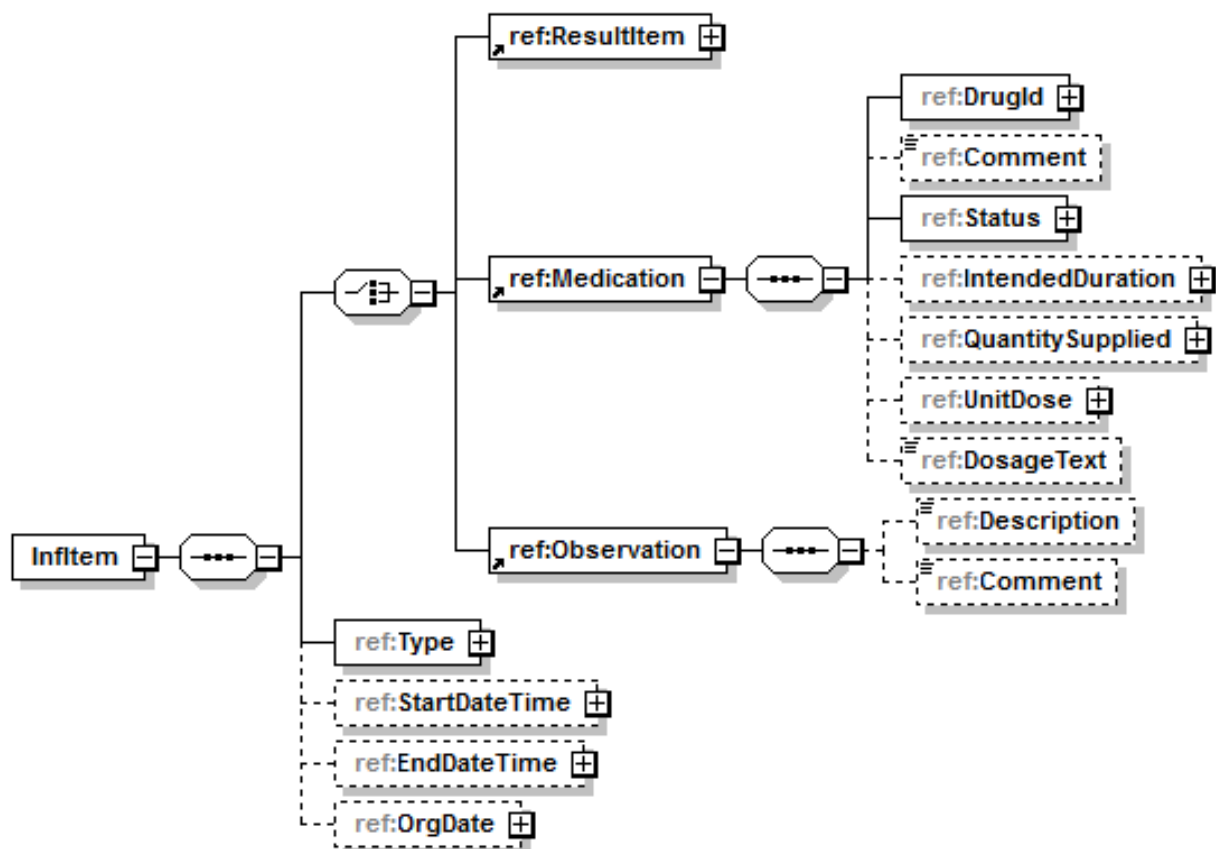 ref:ResultItem
ref:DrugId
ref:Comment
ref:Status
ref:Medication
ref:IntendedDuration
ref:QuantitySupplied
ref:UnitDose
ref:DosageText
ref:Description
ref:Observation
ref:Comment
InfItem
ref:Type
ref:StartDateTime
ref:EndDateTime
ref:OrgDate